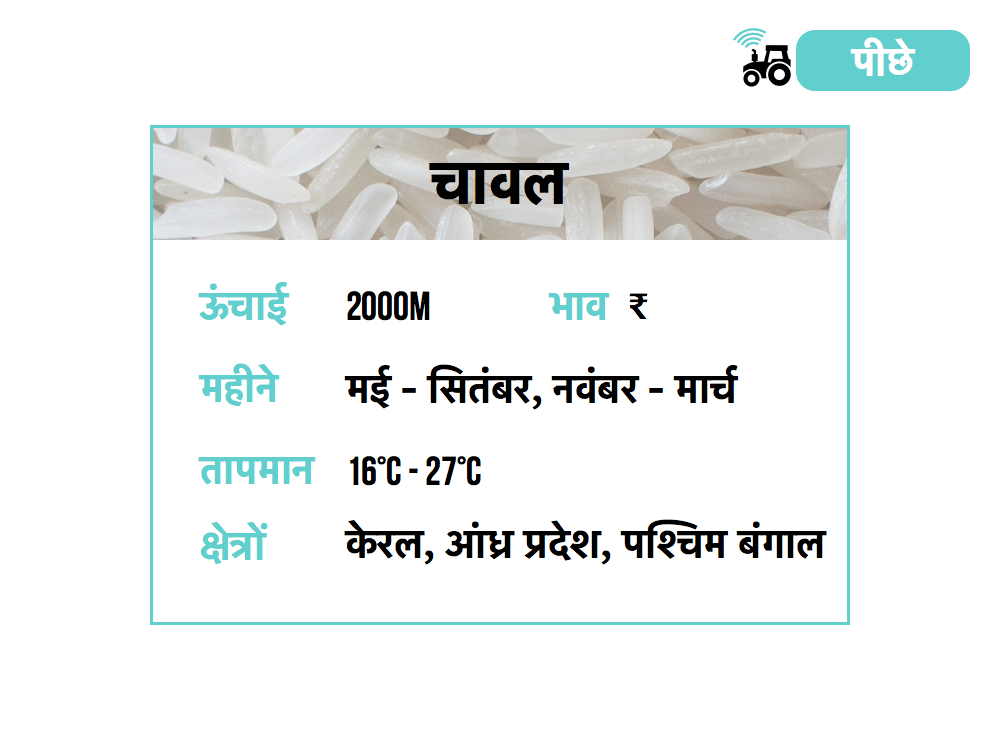 पीछे
चावल
ऊंचाई 2000M भाव ₹
महीने मई - सितंबर, नवंबर - मार्च
तापमान 16°C - 27°C
क्षेत्रों केरल, आंध्र प्रदेश, पश्चिम बंगाल